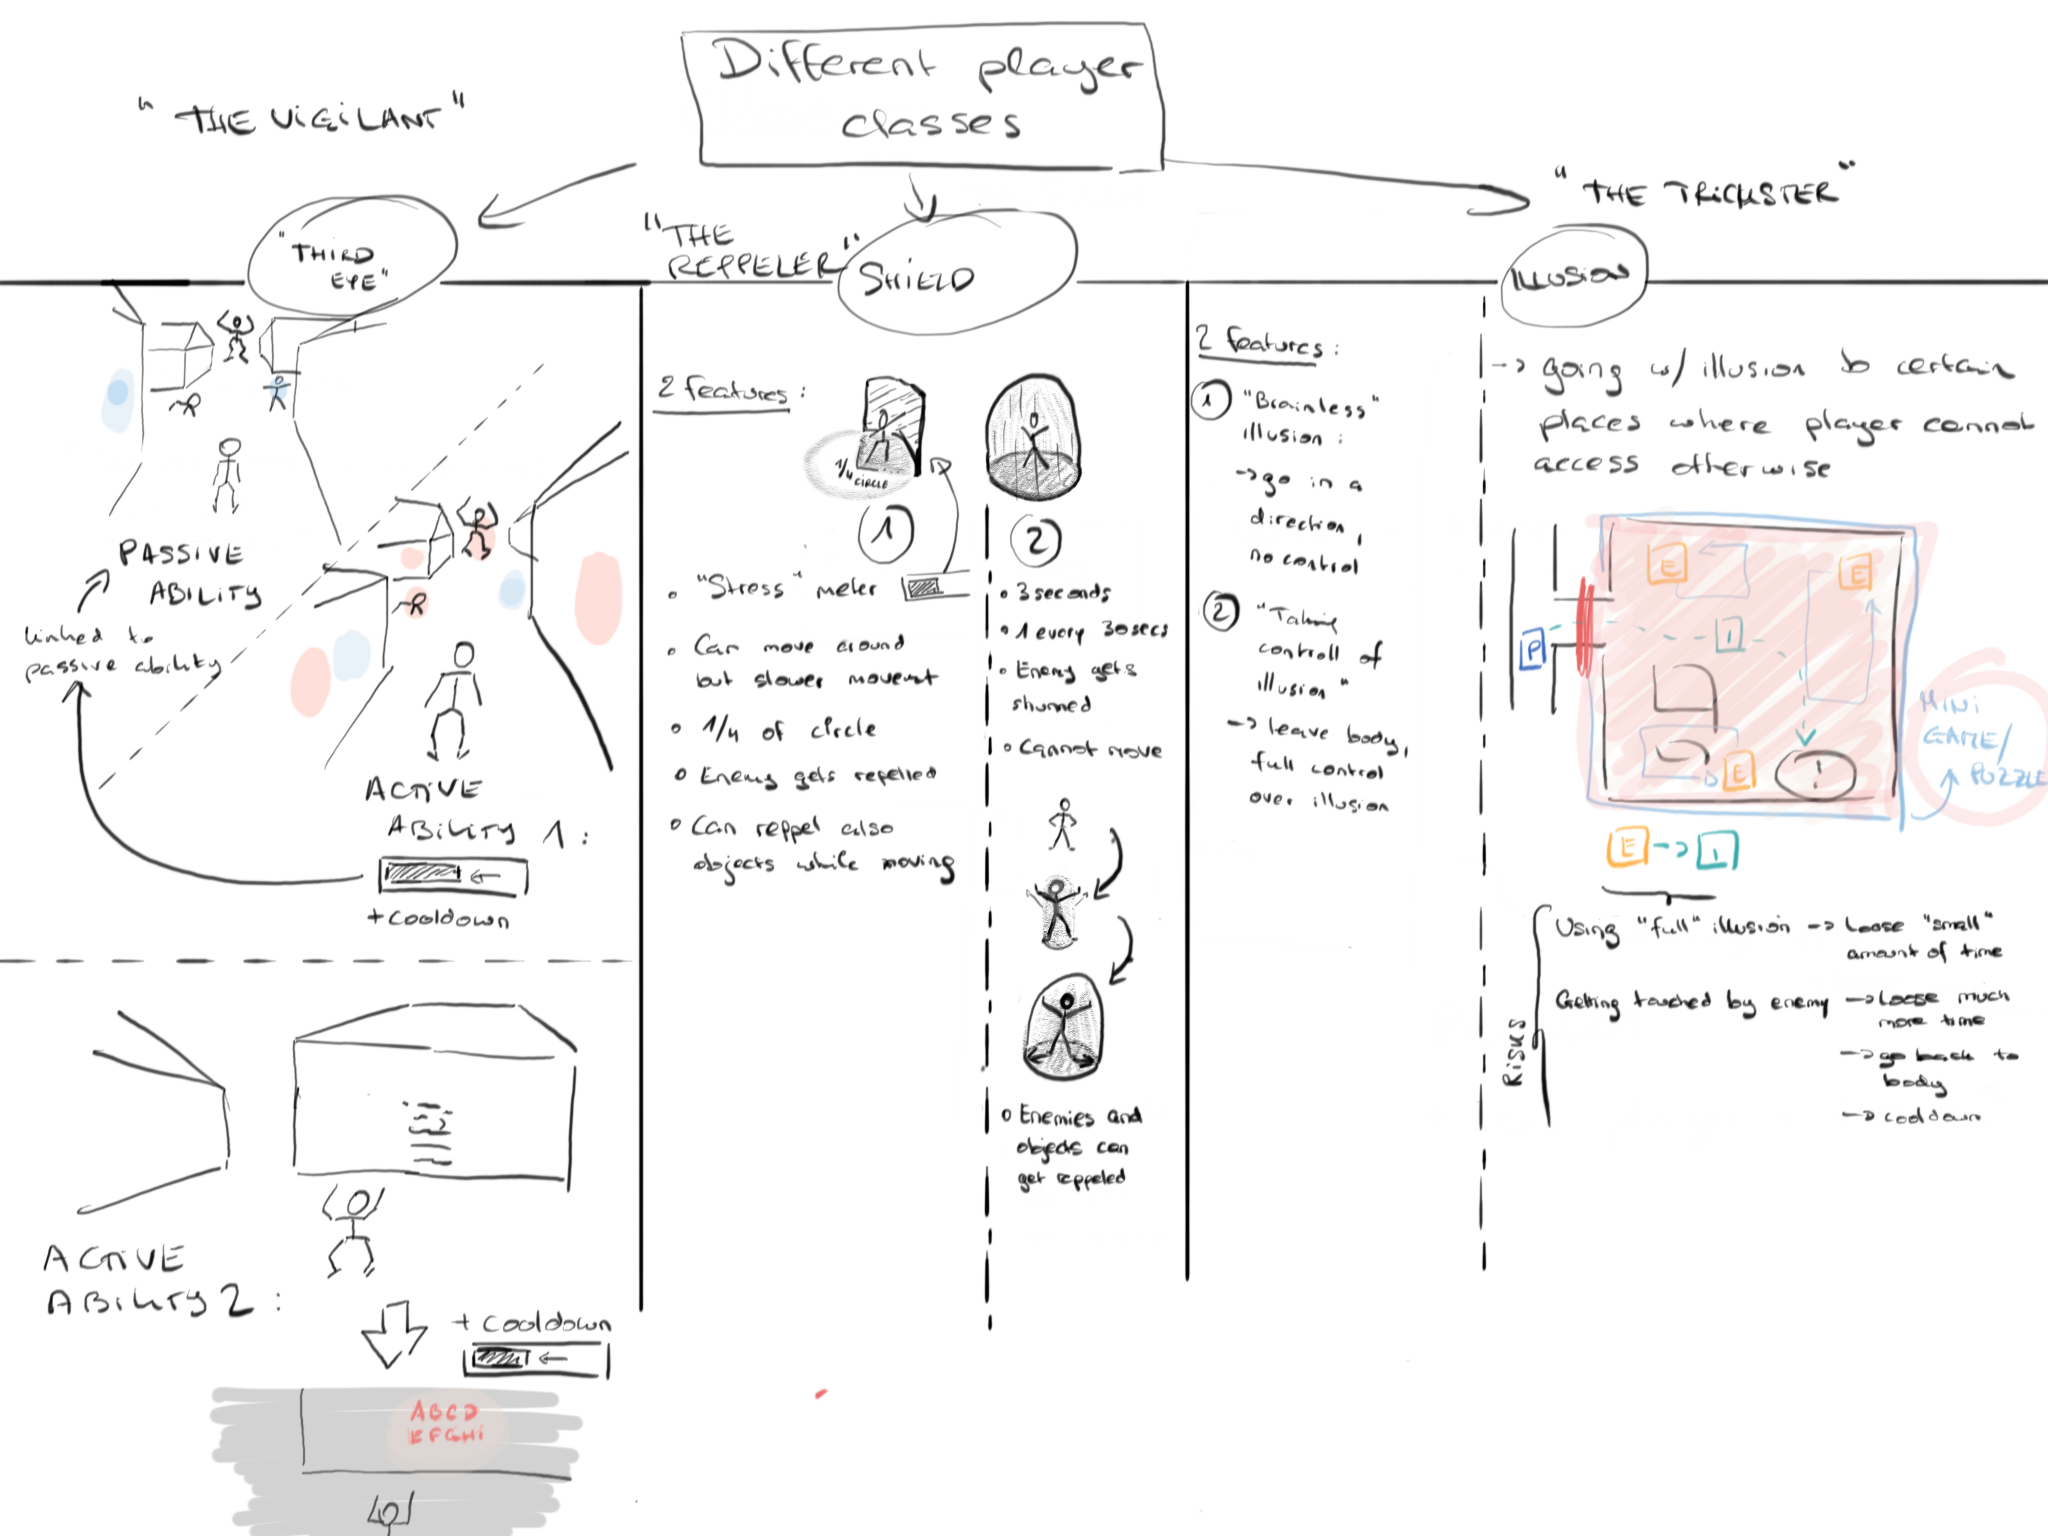 Different player
classes
"THE ViGiLANT"
"THIRD
EYE"
PASSIVE
ABILITY
linked to
passive ability
ACTIVE
ABILITY 1:
+cooldown
ACTIVE
ABILITY 2:
+ cooldown
ABCD
EFGHi
"THE
REPPELER"
SHIELD
2 features:
1/4 CIRCLE
1
"Stress" meter
Can move around
but slower movemt
1/4 of circle
Enemy gets repelled
Can reppel also
objects while moving
2
3 seconds
1 every 30secs
Enemy gets
stunned
Cannot move
Enemies and
objects can
get reppeled
"THE TRICKSTER"
ILLUSION
2 features:
1 "Brainless"
illusion:
-> go in a
direction,
no control
2 "Taking
controll of
illusion"
-> leave body,
full control
over illusion
-> going w/ illusion to certain
places where player cannot
access otherwise
E
E
I
P
E
!
MINI
GAME/
PUZZLE
E -> I
RISKS
Using "full" illusion -> Loose "small"
amount of time
Getting touched by enemy -> Loose much
more time
-> go back to
body
-> cooldown